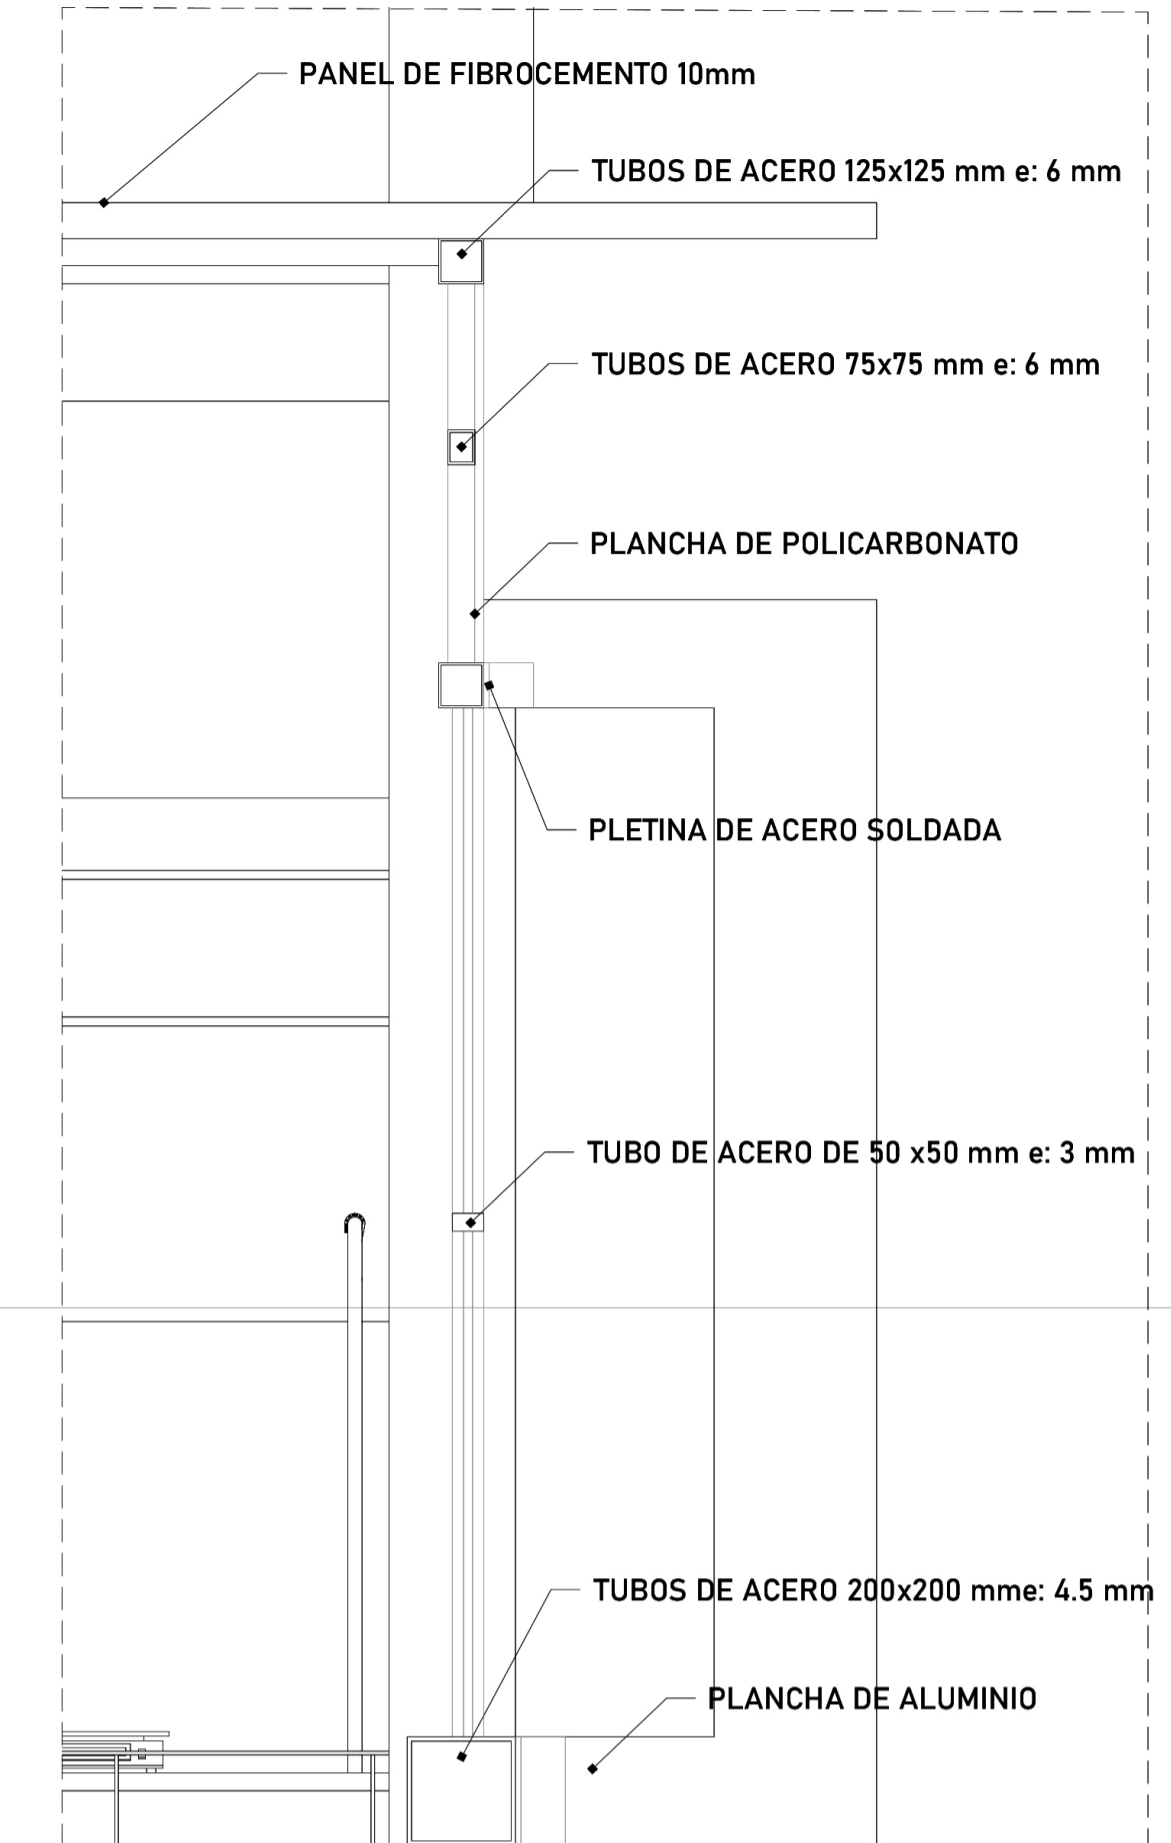 PANEL DE FIBROCEMENTO 10mm
TUBOS DE ACERO 125x125 mm e: 6 mm
TUBOS DE ACERO 75x75 mm e: 6 mm
PLANCHA DE POLICARBONATO
PLETINA DE ACERO SOLDADA
TUBO DE ACERO DE 50 x50 mm e: 3 mm
TUBOS DE ACERO 200x200 mme: 4.5 mm
PLANCHA DE ALUMINIO